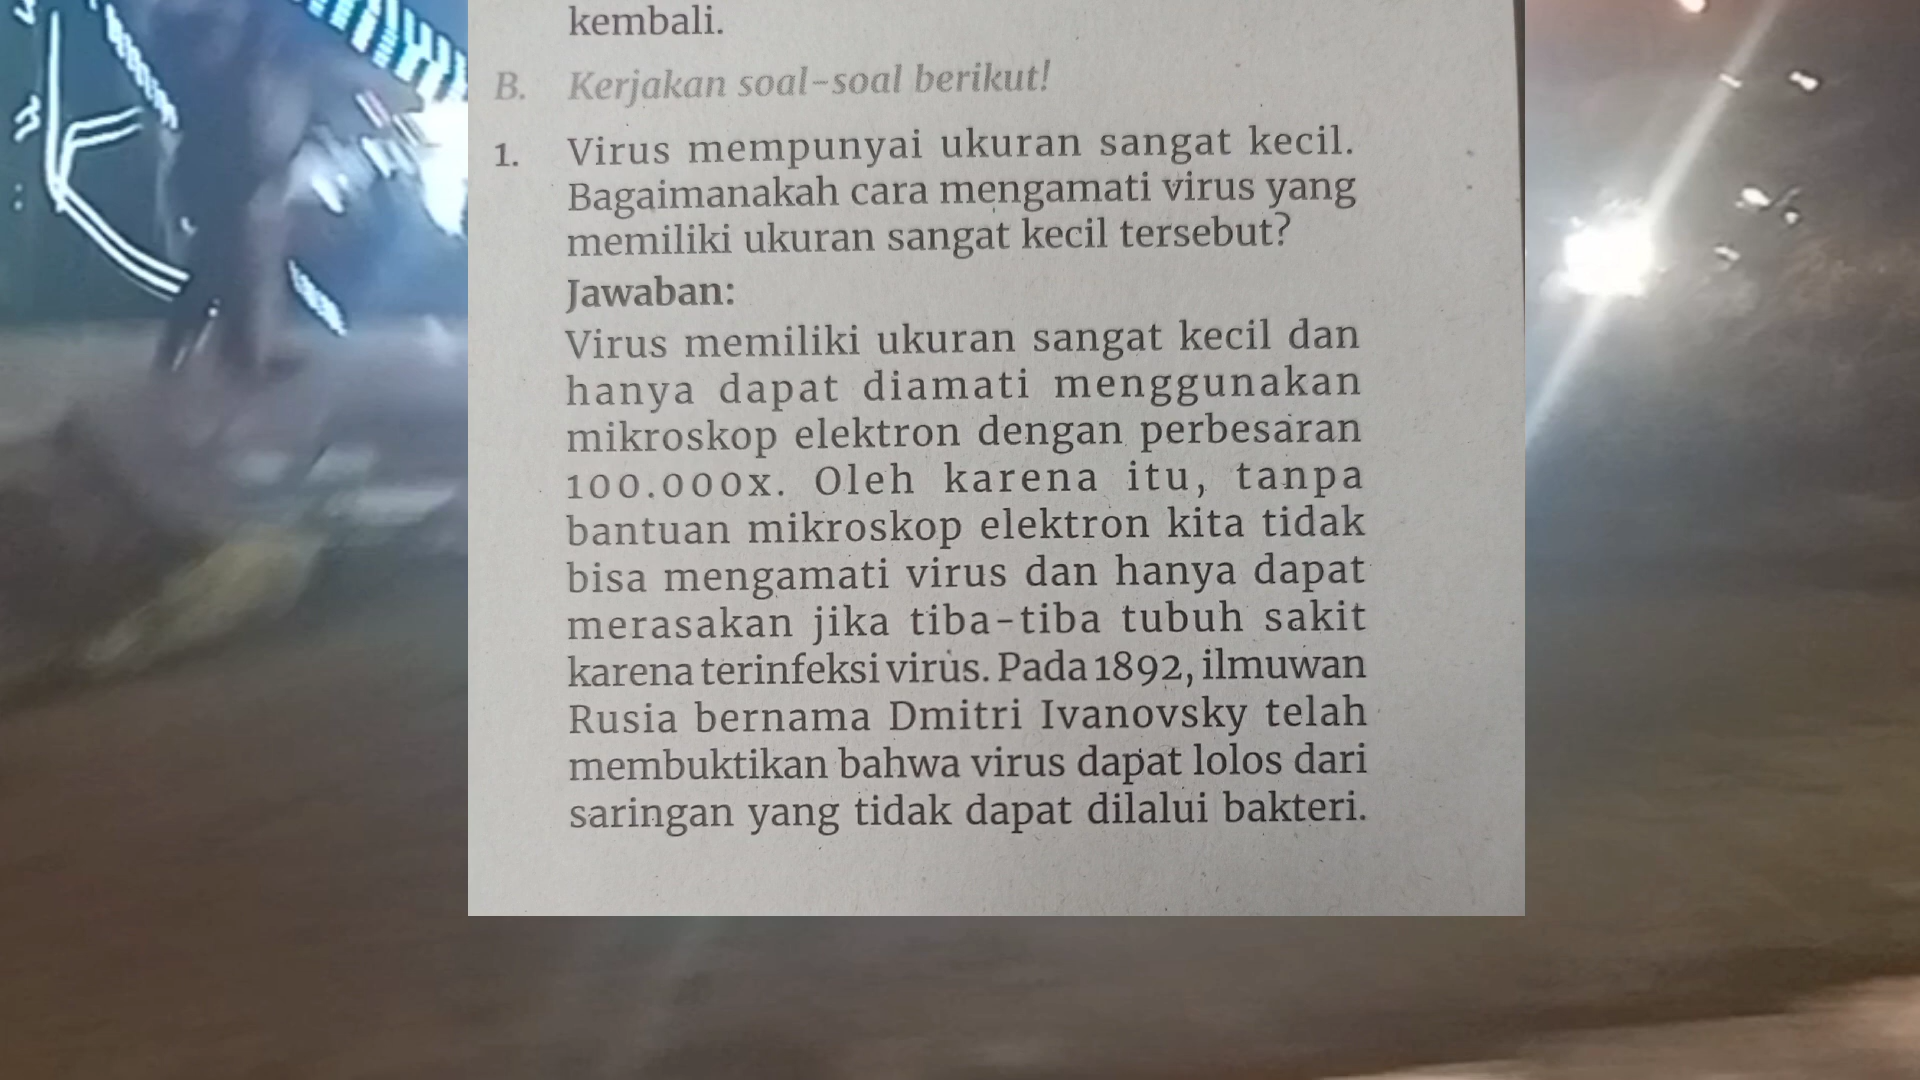 kembali.
B. Kerjakan soal-soal berikut!
1. Virus mempunyai ukuran sangat kecil.
Bagaimanakah cara mengamati virus yang
memiliki ukuran sangat kecil tersebut?
Jawaban:
Virus memiliki ukuran sangat kecil dan
hanya dapat diamati menggunakan
mikroskop elektron dengan perbesaran
100.000x. Oleh karena itu, tanpa
bantuan mikroskop elektron kita tidak
bisa mengamati virus dan hanya dapat
merasakan jika tiba-tiba tubuh sakit
karena terinfeksi virus. Pada 1892, ilmuwan
Rusia bernama Dmitri Ivanovsky telah
membuktikan bahwa virus dapat lolos dari
saringan yang tidak dapat dilalui bakteri.